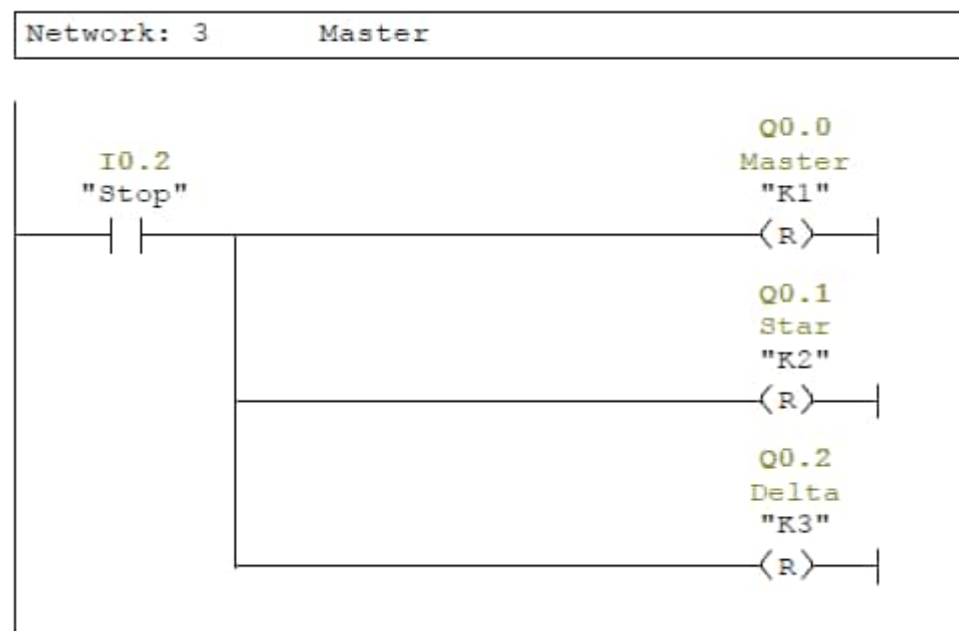 Network: 3 Master
Q0.0
I0.2 Master
"Stop" "K1"
R
Q0.1
Star
"K2"
R
Q0.2
Delta
"K3"
R